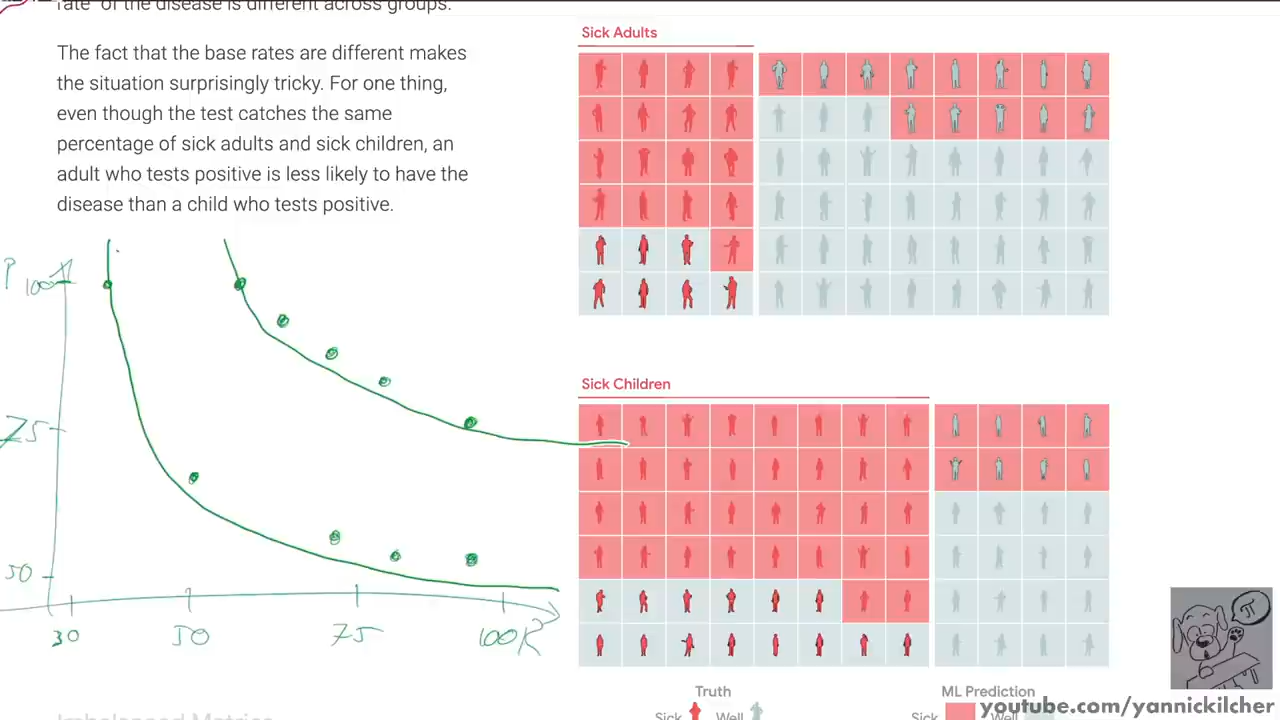 rate" of the disease is different across groups.
The fact that the base rates are different makes
the situation surprisingly tricky. For one thing,
even though the test catches the same
percentage of sick adults and sick children, an
adult who tests positive is less likely to have the
disease than a child who tests positive.
Sick Adults
Sick Children
P 100
75
50
30 50 75 100 R
π
Truth
Sick Well
ML Prediction
Sick Well
Imbalanced Metrics
youtube.com/yannickilcher